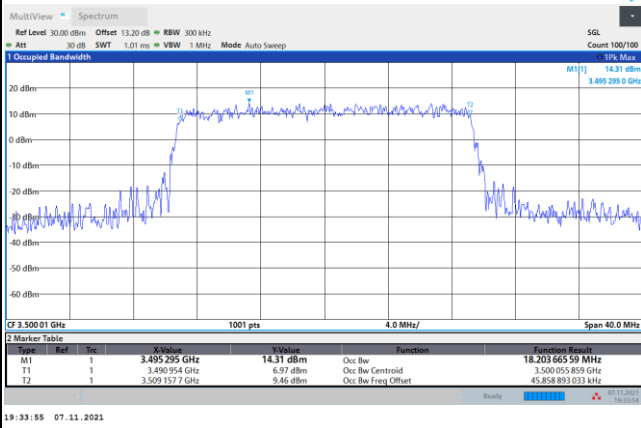 MultiView Spectrum
Ref Level 30.00 dBm Offset 13.20 dB RBW 300 kHz SGL
Att 30 dB SWT 1.01 ms VBW 1 MHz Mode Auto Sweep Count 100/100
1 Occupied Bandwidth 1Pk Max
M1[1] 14.31 dBm
3.495 295 0 GHz
M1
T1
T2
20 dBm
10 dBm
0 dBm
-10 dBm
-20 dBm
-30 dBm
-40 dBm
-50 dBm
-60 dBm
CF 3.500 01 GHz 1001 pts 4.0 MHz/ Span 40.0 MHz
2 Marker Table
Type Ref Trc X-Value Y-Value Function Function Result
M1 1 3.495 295 GHz 14.31 dBm Occ Bw 18.203 665 59 MHz
T1 1 3.490 954 GHz 6.97 dBm Occ Bw Centroid 3.500 055 859 GHz
T2 1 3.509 157 7 GHz 9.46 dBm Occ Bw Freq Offset 45.858 893 033 kHz
Ready 07.11.2021
19:33:54
19:33:55 07.11.2021